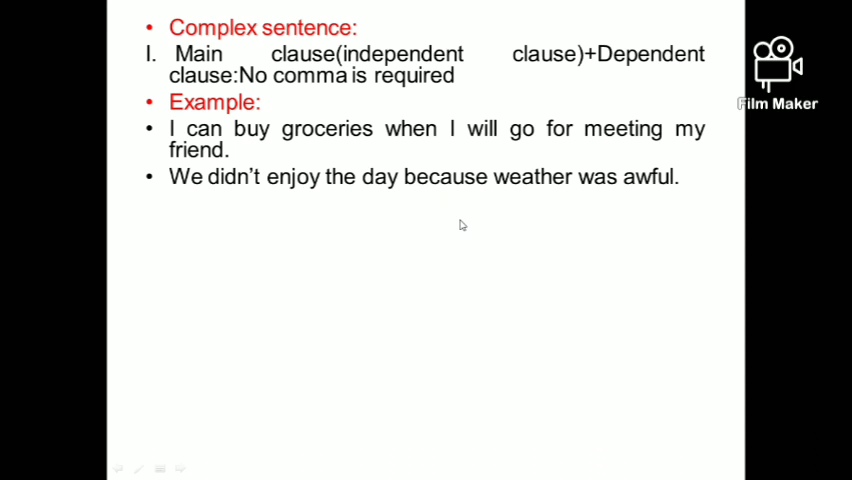 • Complex sentence:
I. Main clause(independent clause)+Dependent
clause:No comma is required
• Example:
• I can buy groceries when I will go for meeting my
friend.
• We didn't enjoy the day because weather was awful.
Film Maker